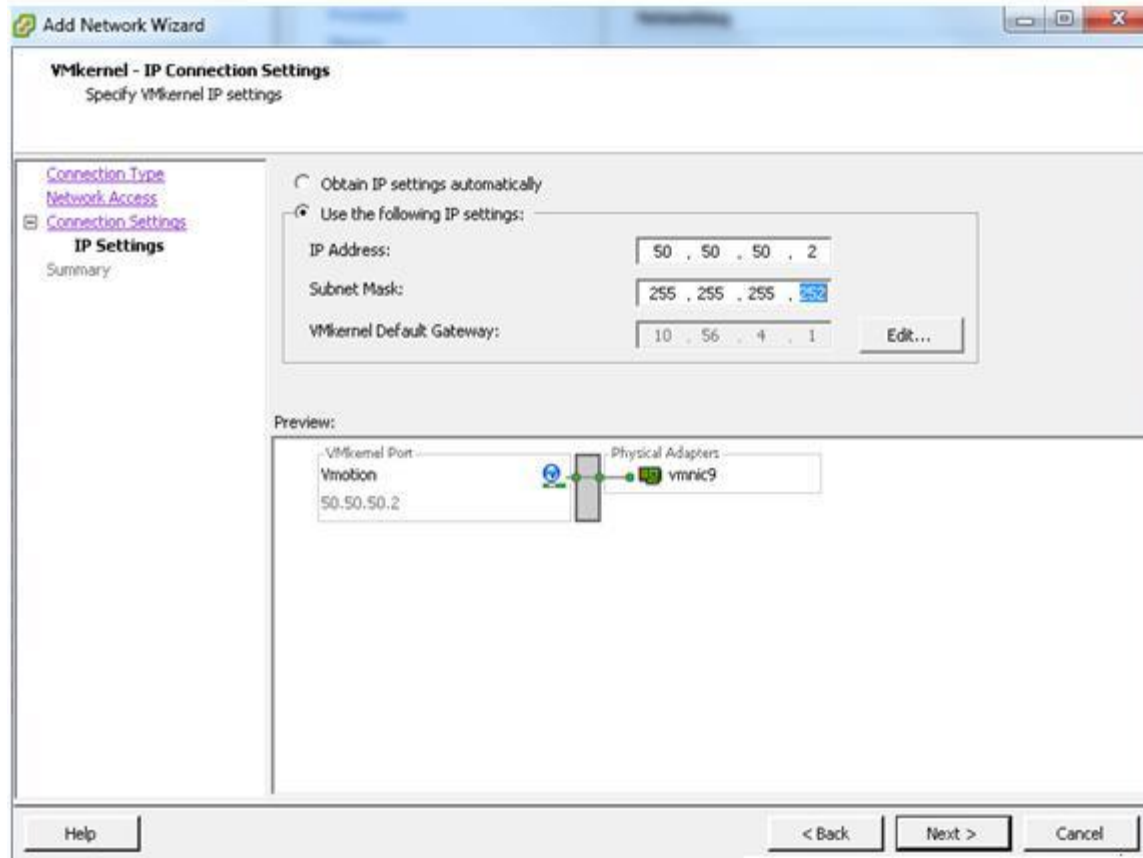 Add Network Wizard
VMkernel - IP Connection Settings
Specify VMkernel IP settings
Connection Type
Network Access
Connection Settings
IP Settings
Summary
Obtain IP settings automatically
Use the following IP settings:
IP Address: 50 . 50 . 50 . 2
Subnet Mask: 255 . 255 . 255 . 252
VMkernel Default Gateway: 10 . 56 . 4 . 1 Edit...
Preview:
VMkernel Port Physical Adapters
Vmotion vmnic9
50.50.50.2
Help < Back Next > Cancel